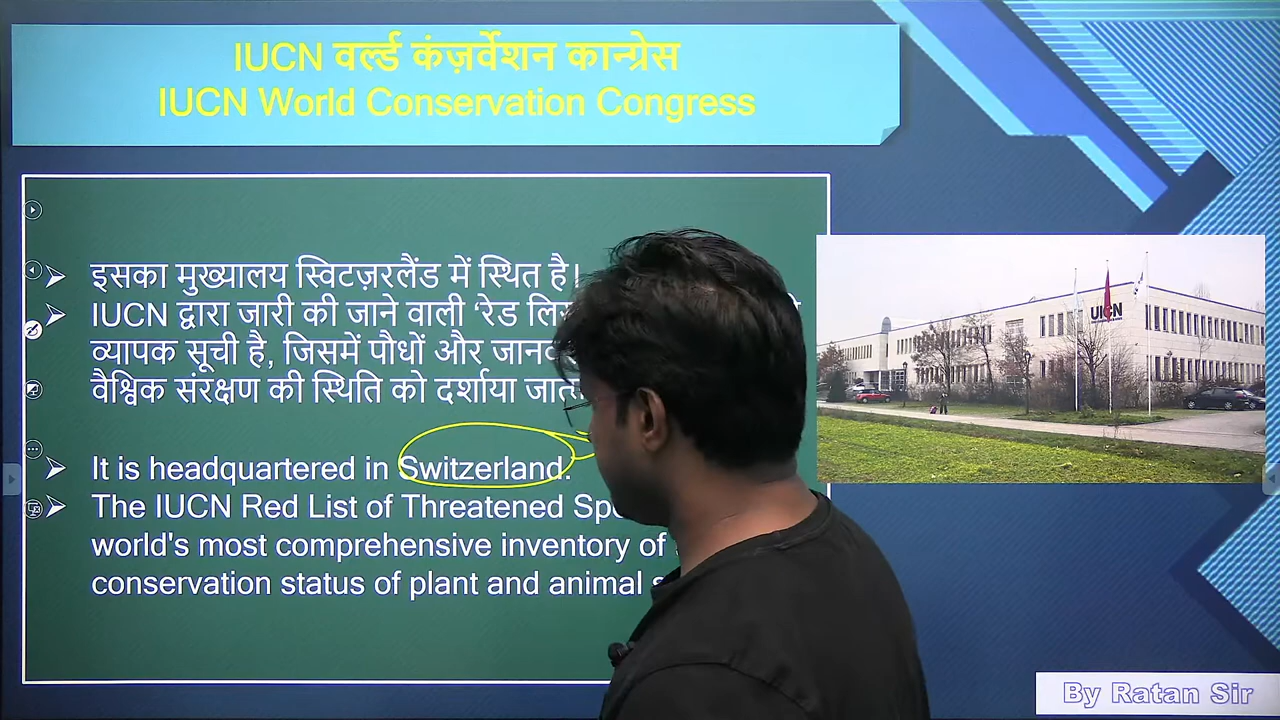 IUCN वर्ल्ड कंज़र्वेशन कान्ग्रेस
IUCN World Conservation Congress
इसका मुख्यालय स्विटज़रलैंड में स्थित है।
IUCN द्वारा जारी की जाने वाली ‘रेड
व्यापक सूची है, जिसमें पौधों और
वैश्विक संरक्षण की स्थिति को दर्शाया
It is headquartered in Switzerland.
The IUCN Red List of Threatened
world's most comprehensive inventory of
conservation status of plant and animal
UICN
By Ratan Sir